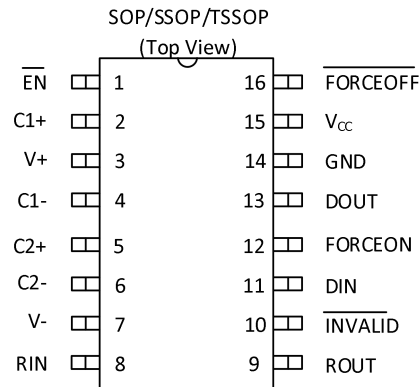 SOP/SSOP/TSSOP
(Top View)
EN 1 16 FORCEOFF
C1+ 2 15 VCC
V+ 3 14 GND
C1- 4 13 DOUT
C2+ 5 12 FORCEON
C2- 6 11 DIN
V- 7 10 INVALID
RIN 8 9 ROUT